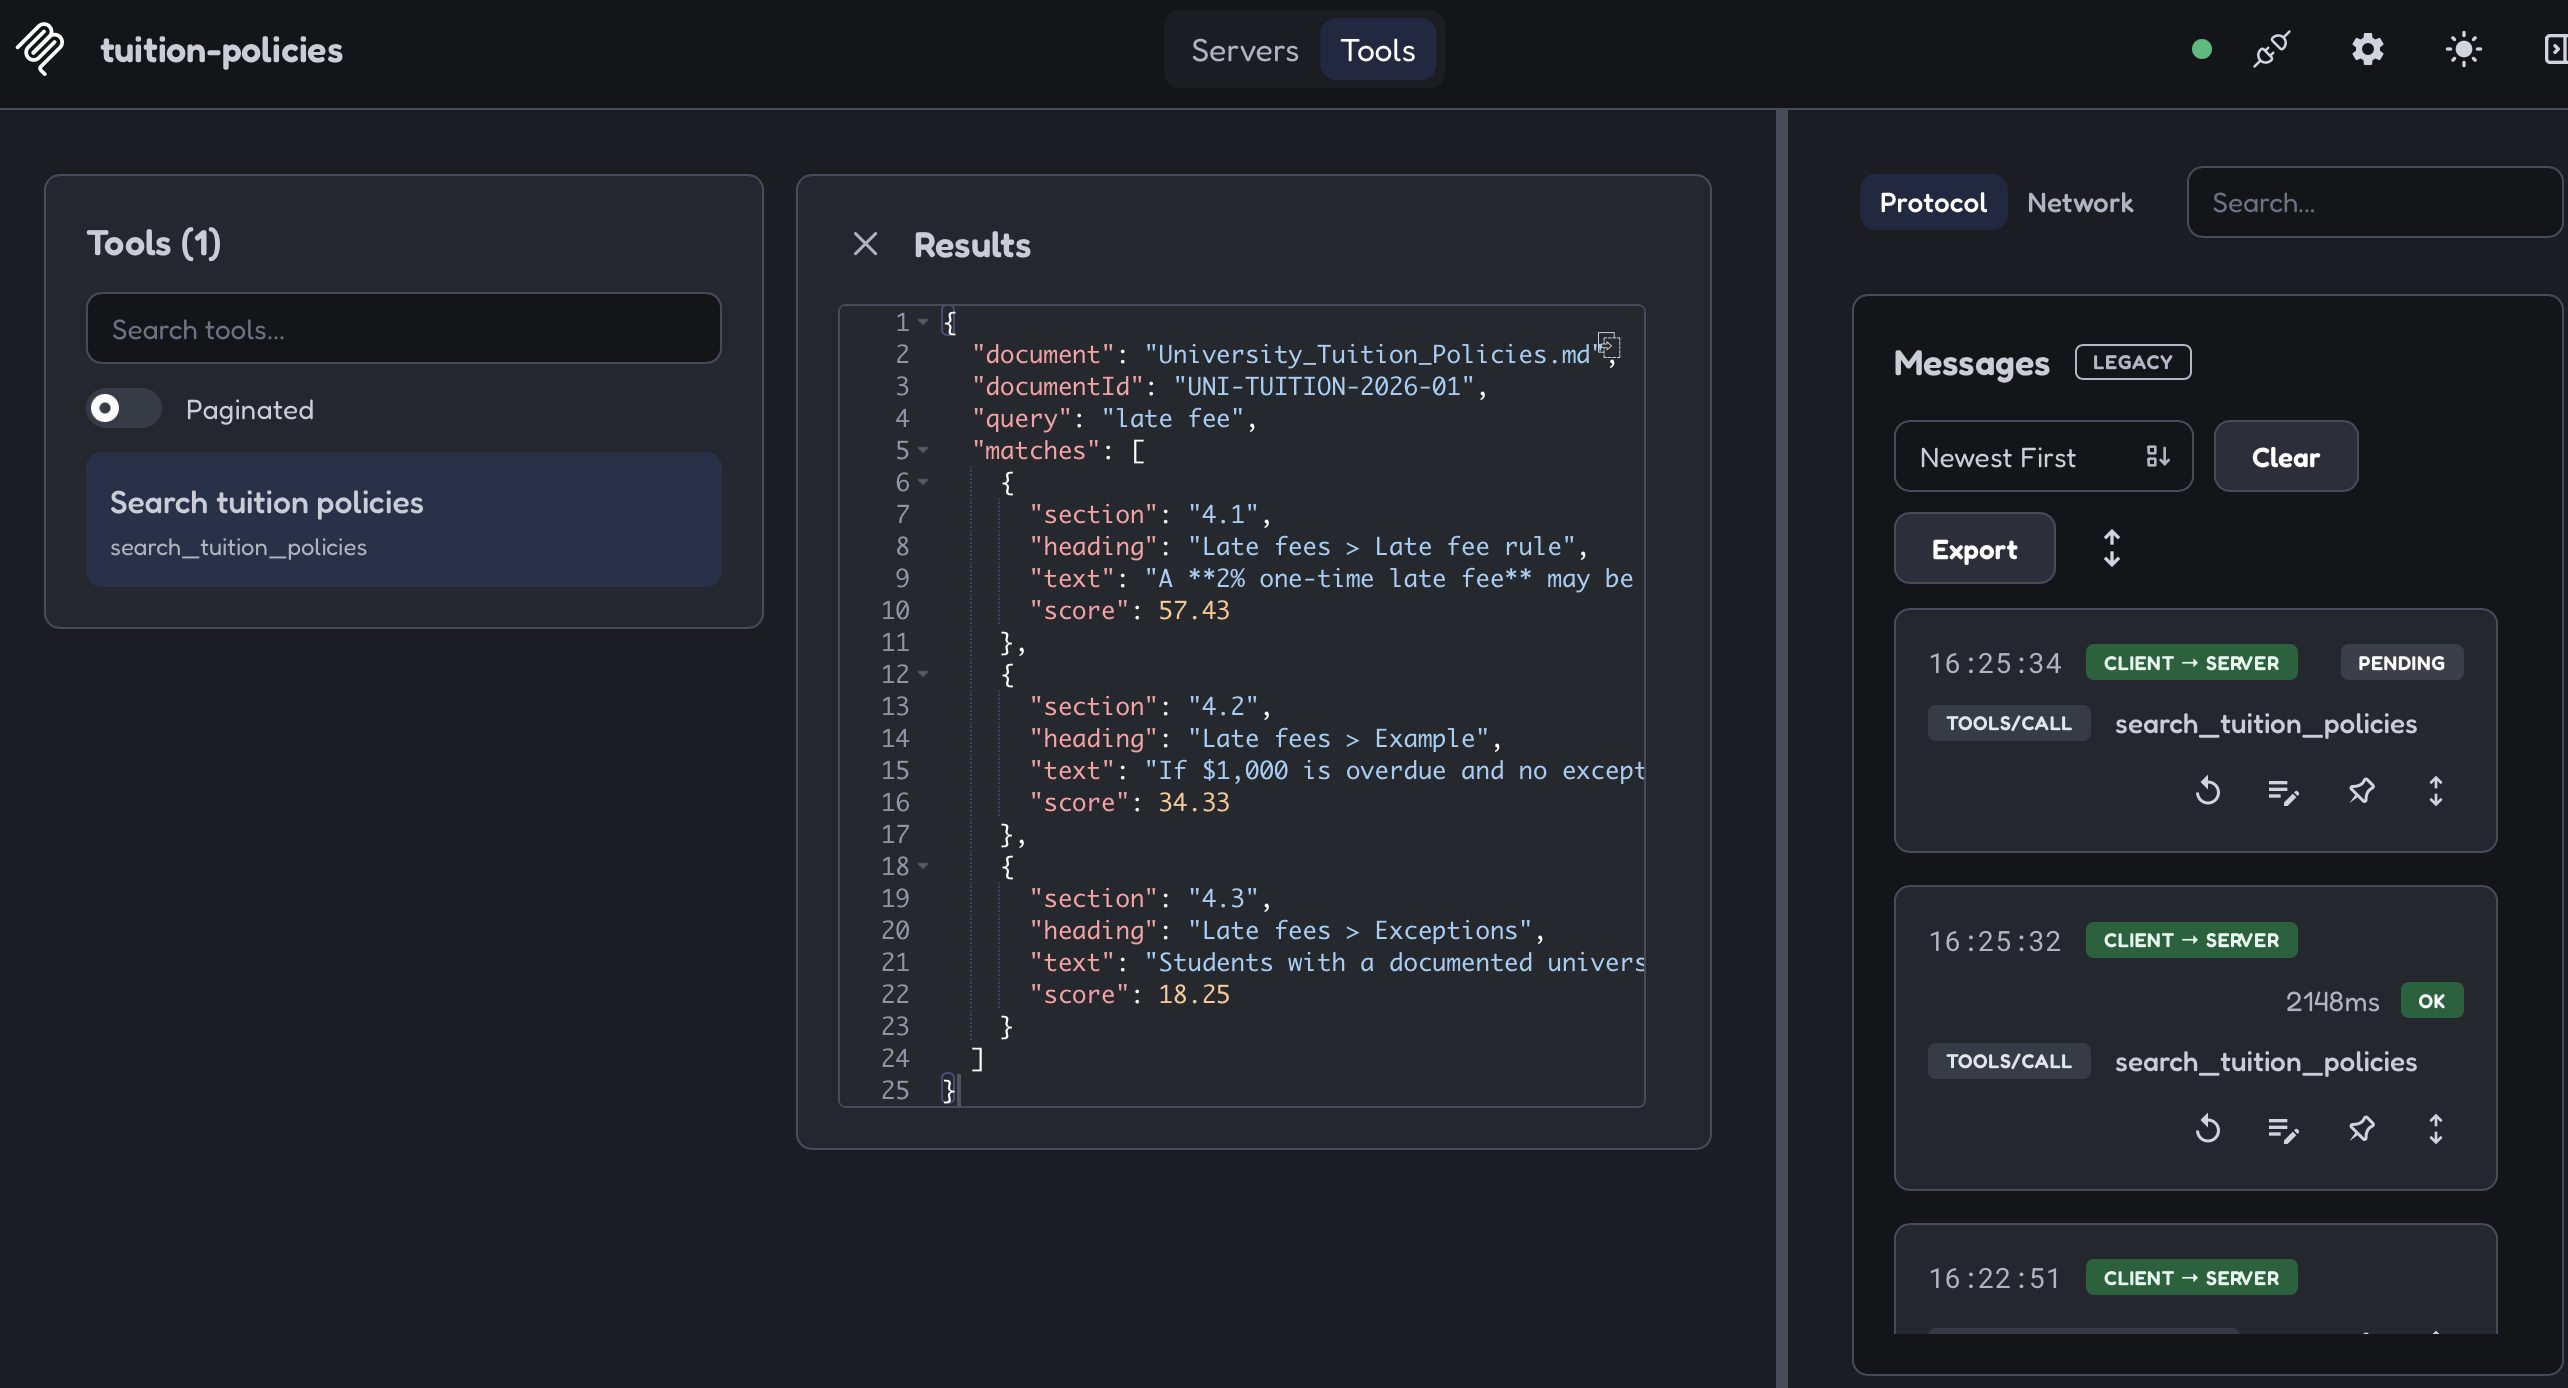 tuition-policies
Servers
Tools
Tools (1)
Search tools...
Paginated
Search tuition policies
search_tuition_policies
Results
1 {
2 "document": "University_Tuition_Policies.md",
3 "documentId": "UNI-TUITION-2026-01",
4 "query": "late fee",
5 "matches": [
6 {
7 "section": "4.1",
8 "heading": "Late fees > Late fee rule",
9 "text": "A **2% one-time late fee** may be
10 "score": 57.43
11 },
12 {
13 "section": "4.2",
14 "heading": "Late fees > Example",
15 "text": "If $1,000 is overdue and no except
16 "score": 34.33
17 },
18 {
19 "section": "4.3",
20 "heading": "Late fees > Exceptions",
21 "text": "Students with a documented univers
22 "score": 18.25
23 }
24 ]
25 }
Protocol
Network
Search...
Messages LEGACY
Newest First
Clear
Export
16:25:34 CLIENT → SERVER PENDING
TOOLS/CALL search_tuition_policies
16:25:32 CLIENT → SERVER
2148ms OK
TOOLS/CALL search_tuition_policies
16:22:51 CLIENT → SERVER